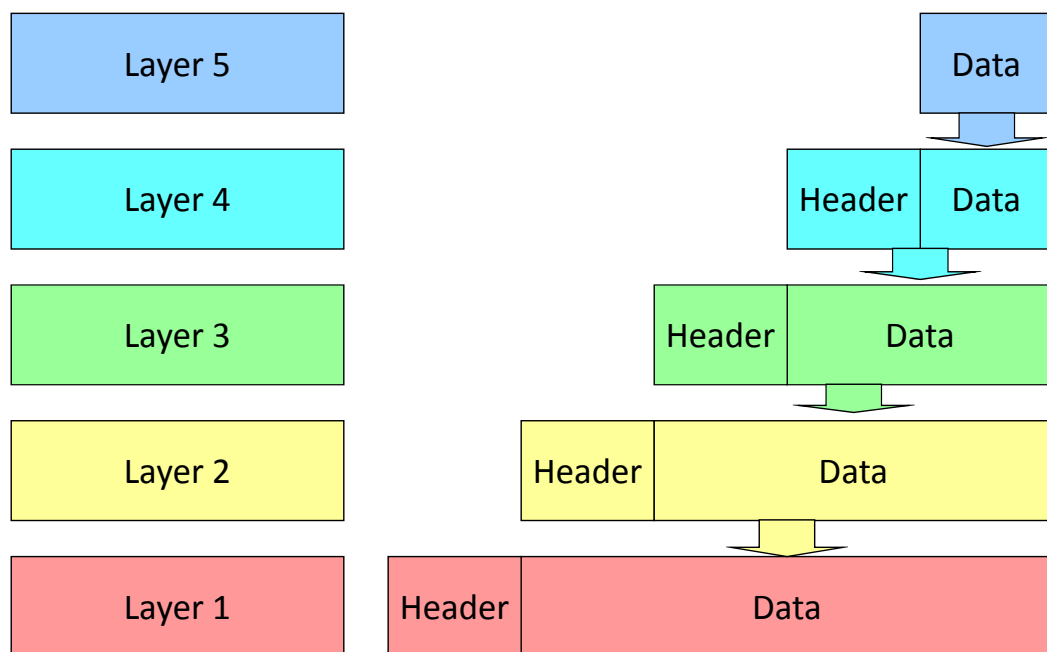 Layer 5 Data
Layer 4 Header Data
Layer 3 Header Data
Layer 2 Header Data
Layer 1 Header Data